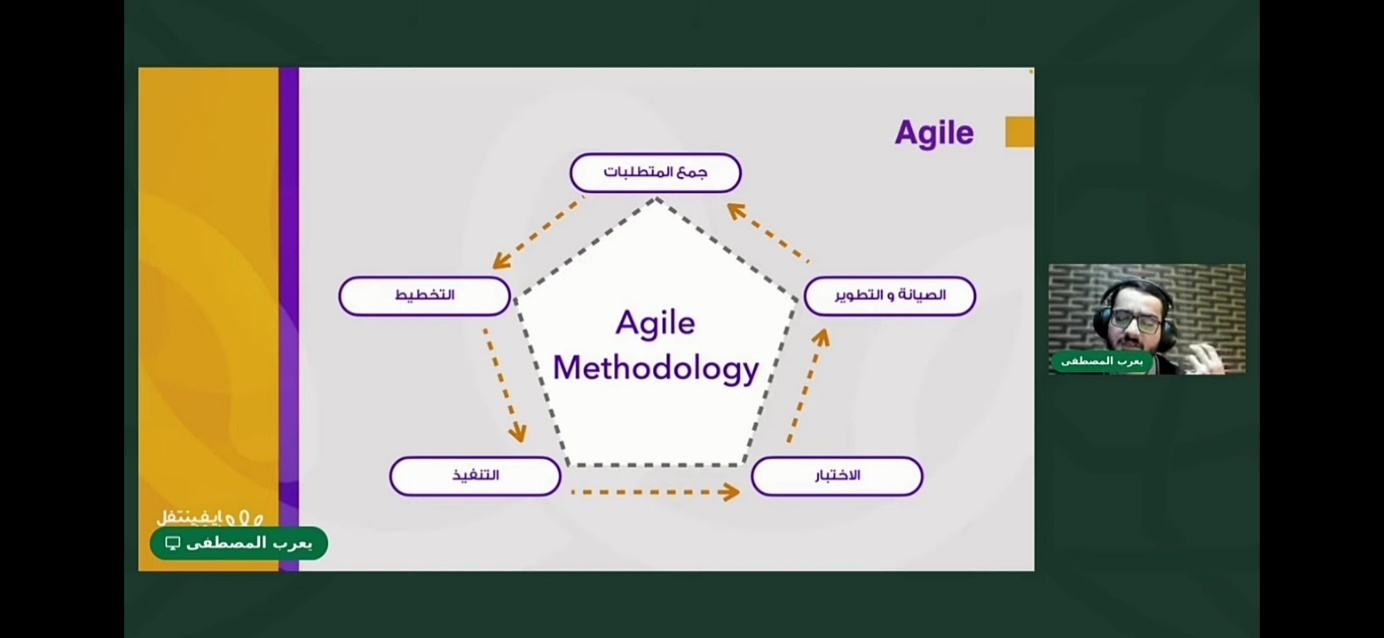 Agile
جمع المتطلبات
التخطيط
الصيانة و التطوير
Agile
Methodology
التنفيذ
الاختبار
ايفينتفل
يعرب المصطفى
يعرب المصطفى